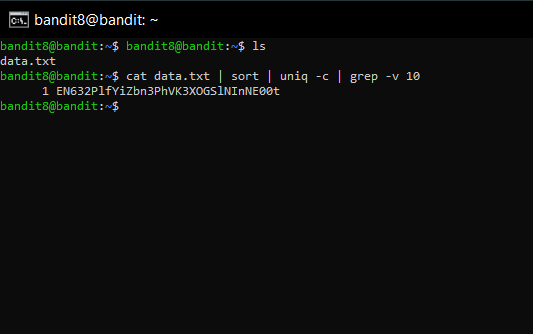 bandit8@bandit: ~
bandit8@bandit:~$ bandit8@bandit:~$ ls
data.txt
bandit8@bandit:~$ cat data.txt | sort | uniq -c | grep -v 10
      1 EN632PlfYiZbn3PhVK3XOGSlNInNE00t
bandit8@bandit:~$